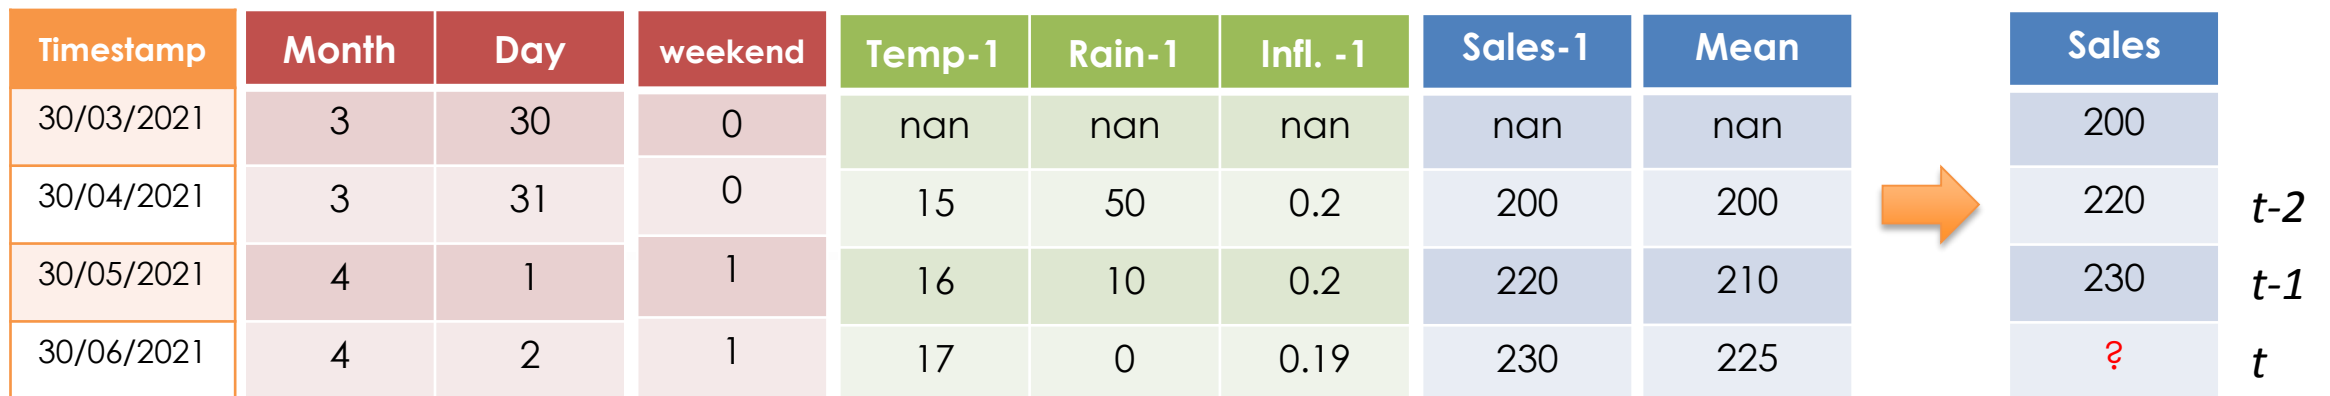 Timestamp Month Day weekend Temp-1 Rain-1 Infl. -1 Sales-1 Mean Sales
30/03/2021 3 30 0 nan nan nan nan nan 200
30/04/2021 3 31 0 15 50 0.2 200 200 220 t-2
30/05/2021 4 1 1 16 10 0.2 220 210 230 t-1
30/06/2021 4 2 1 17 0 0.19 230 225 ? t